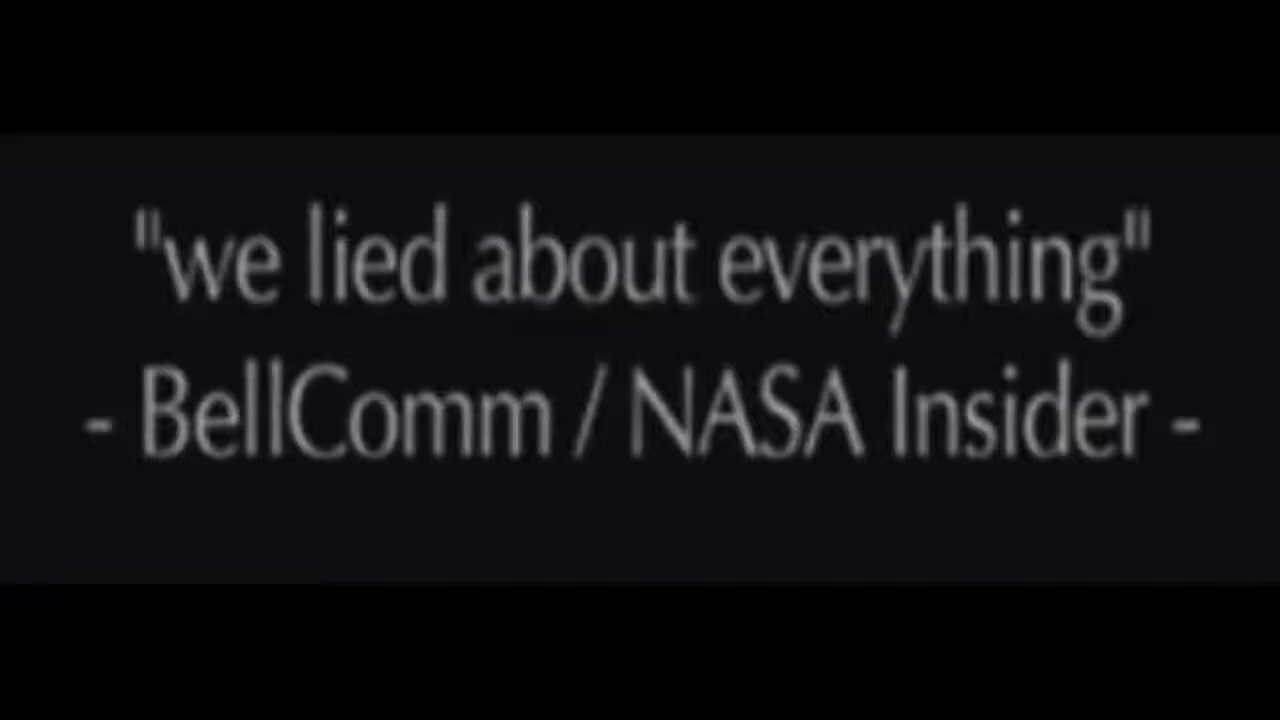 "we lied about everything"
- BellComm / NASA Insider -